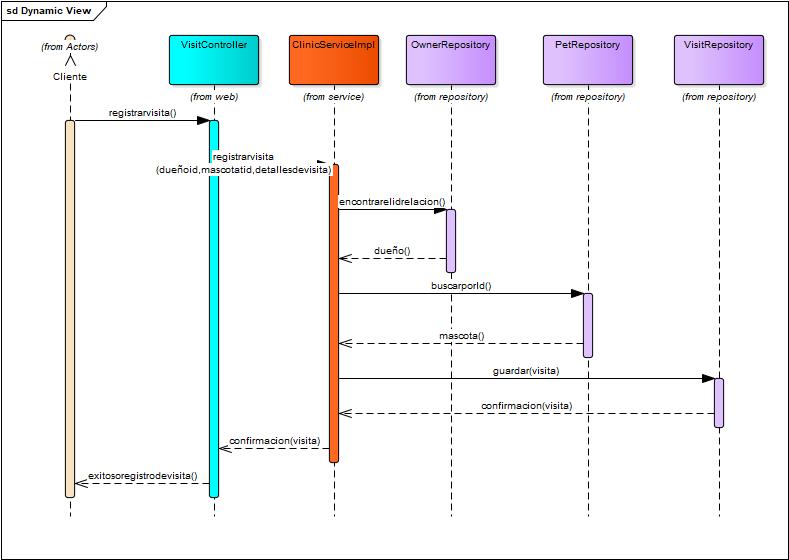 sd Dynamic View
(from Actors)
Cliente
VisitController
(from web)
ClinicServiceImpl
(from service)
OwnerRepository
(from repository)
PetRepository
(from repository)
VisitRepository
(from repository)
registrarvisita()
registrarvisita
(dueñoid,mascotatid,detallesdevisita)
encontrarelidrelacion()
dueño()
buscarporId()
mascota()
guardar(visita)
confirmacion(visita)
confirmacion(visita)
exitosoregistrodevisita()